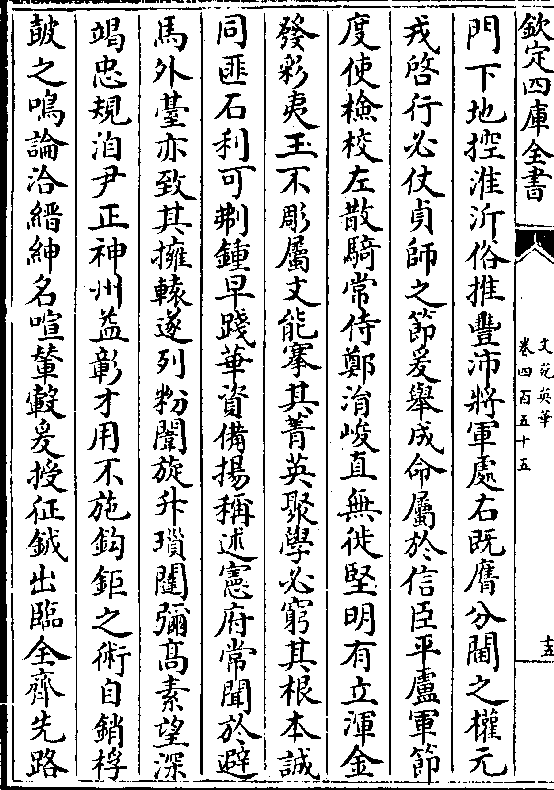 欽定四庫全書
文苑英華
卷四百五十五
十五
門下地控淮沂俗推豐沛將軍處右既膺分閫之權元
戎啓行必仗貞師之節爰舉成命屬於信臣平盧軍節
度使檢校左散騎常侍鄭㳙峻直無徙堅明有立渾金
發彩夷玉不彫屬文能搴其菁英聚學必窮其根本誠
同匪石利可剸鍾早踐華資備揚稱述憲府常聞於避
馬外臺亦致其擁轅遂列粉闈旋升瑣闥彌高素望深
竭忠規洎尹正神州益彰才用不施鈎鉅之術自銷桴
鼓之鳴論洽縉紳名喧輦轂爰授征鉞出臨全齊先路